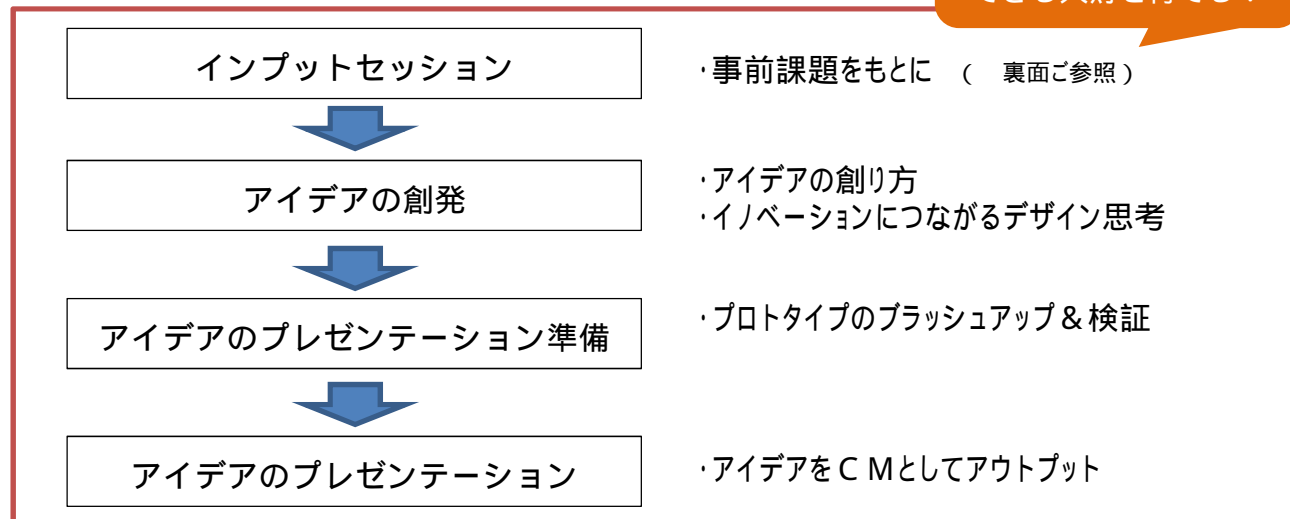 インプットセッション
・事前課題をもとに ( 裏面ご参照)
アイデアの創発
・アイデアの創り方
・イノベーションにつながるデザイン思考
アイデアのプレゼンテーション準備
・プロトタイプのブラッシュアップ＆検証
アイデアのプレゼンテーション
・アイデアをＣＭとしてアウトプット